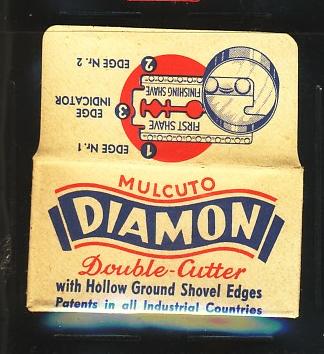 EDGE Nr. 2
2
FINISHING SHAVE
EDGE
INDICATOR
3
FIRST SHAVE
EDGE Nr. 1
1
MULCUTO
DIAMON
Double-Cutter
with Hollow Ground Shovel Edges
Patents in all Industrial Countries